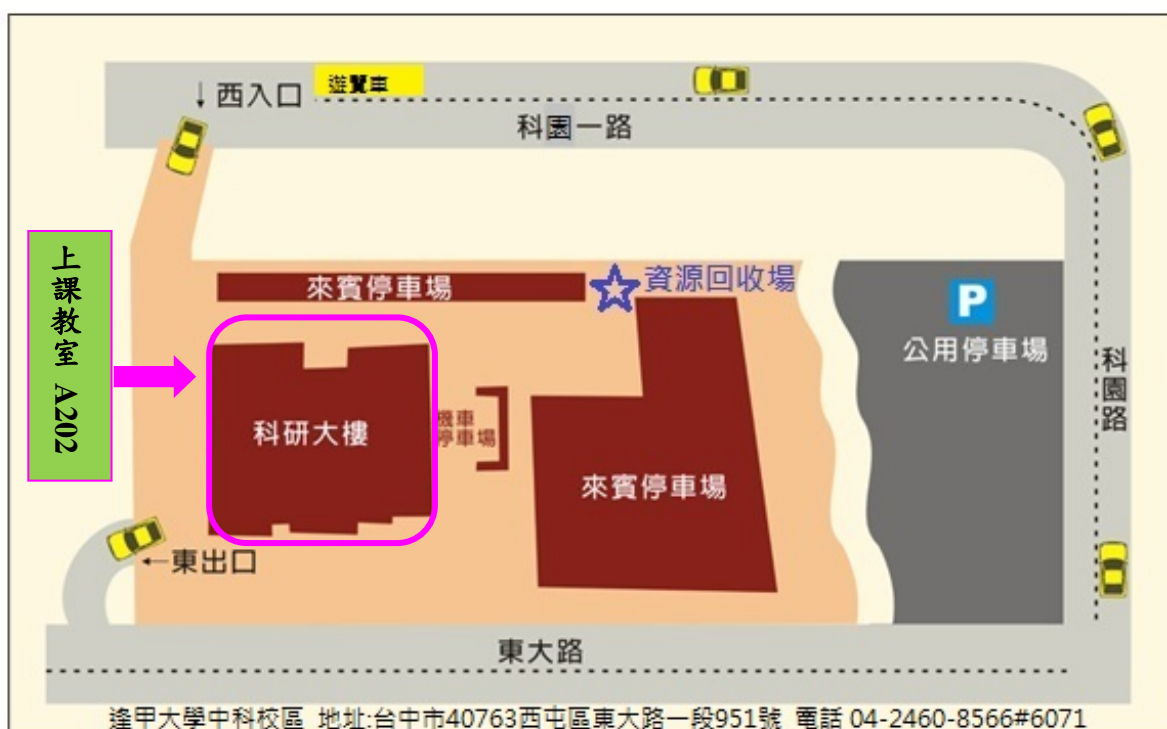 遊覽車
↓西入口
科園一路
上課教室 A202
來賓停車場
資源回收場
P
公用停車場
科園路
科研大樓
機車
停車場
來賓停車場
←東出口
東大路
逢甲大學中科校區 地址:台中市40763西屯區東大路一段951號 電話 04-2460-8566#6071